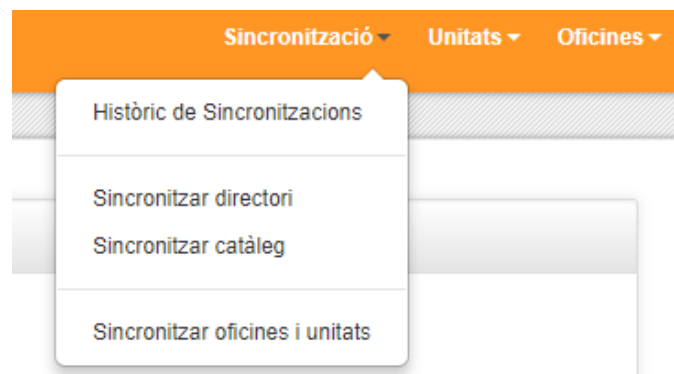 Sincronització Unitats Oficines
Històric de Sincronitzacions
Sincronitzar directori
Sincronitzar catàleg
Sincronitzar oficines i unitats